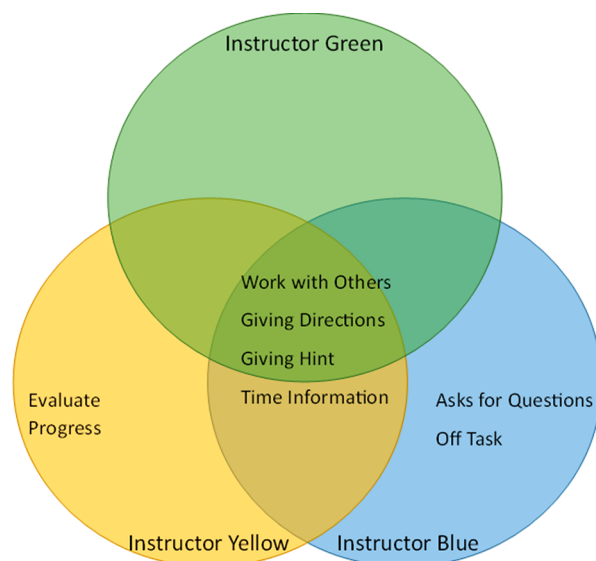 Instructor Green
Work with Others
Giving Directions
Giving Hint
Time Information
Evaluate
Progress
Asks for Questions
Off Task
Instructor Yellow
Instructor Blue